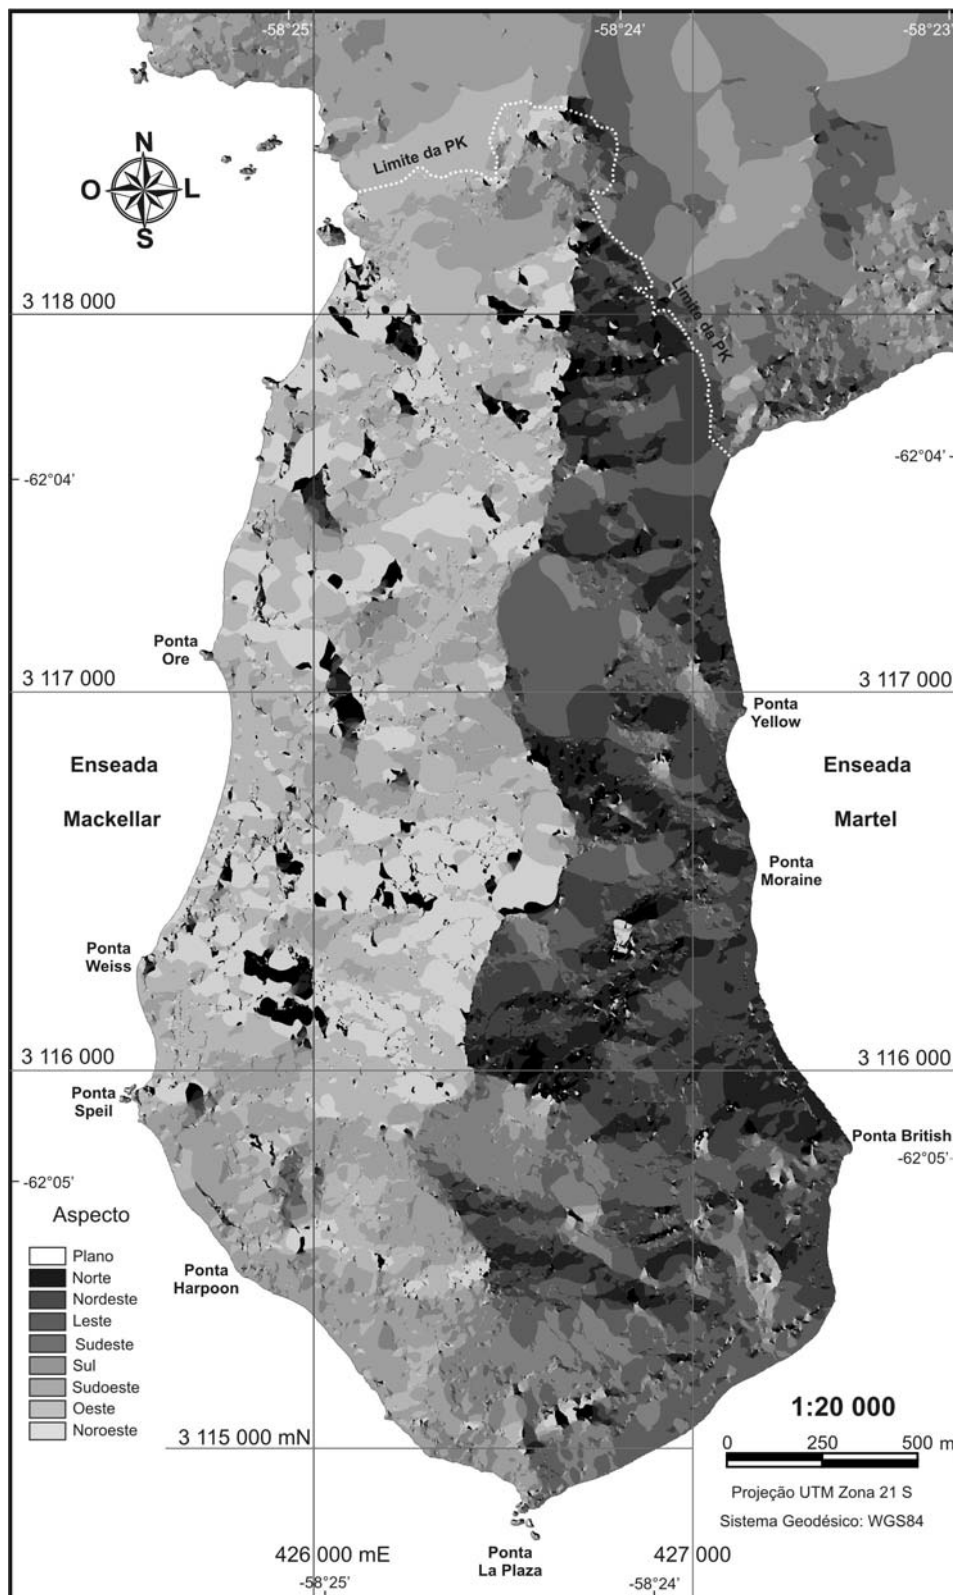 -58°25'
-58°24'
-58°23'
Limite da PK
N
O
L
S
Limite da PK
3 118 000
-62°04'
-62°04'
Ponta
Ore
3 117 000
3 117 000
Ponta
Yellow
Enseada
Mackellar
Enseada
Martel
Ponta
Moraine
Ponta
Weiss
3 116 000
3 116 000
Ponta
Speil
Ponta British
-62°05'
-62°05'
Aspecto
Plano
Norte
Nordeste
Leste
Sudeste
Sul
Sudoeste
Oeste
Noroeste
Ponta
Harpoon
1:20 000
0
250
500 m
3 115 000 mN
Projeção UTM Zona 21 S
Sistema Geodésico: WGS84
426 000 mE
Ponta
La Plaza
427 000
-58°25'
-58°24'